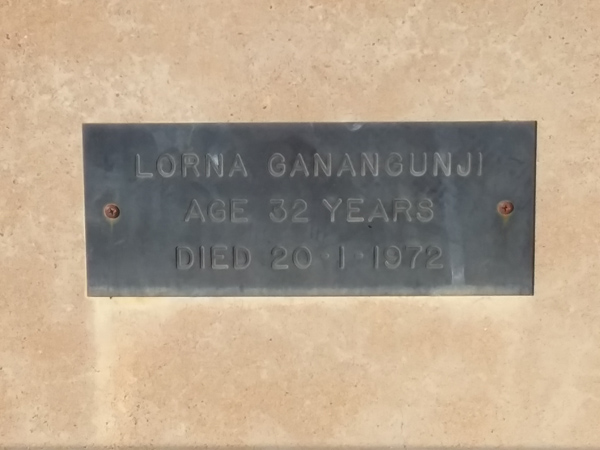 LORNA GANANGUNJI
AGE 32 YEARS
DIED 20·1·1972